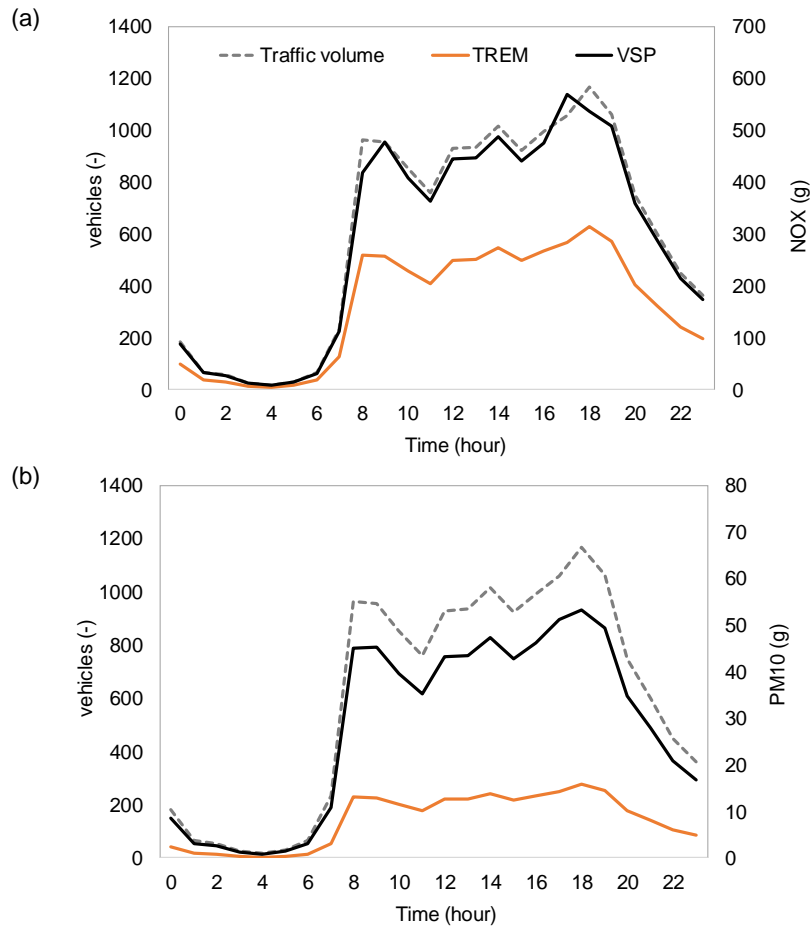 (a)
1400 700
Traffic volume TREM VSP
1200 600
1000 500
800 400
600 300
400 200
200 100
0 0
vehicles (-)
NOX (g)
0 2 4 6 8 10 12 14 16 18 20 22
Time (hour)
(b)
1400 80
1200 70
1000 60
800 50
600 40
400 30
200 20
0 10
0
vehicles (-)
PM10 (g)
0 2 4 6 8 10 12 14 16 18 20 22
Time (hour)